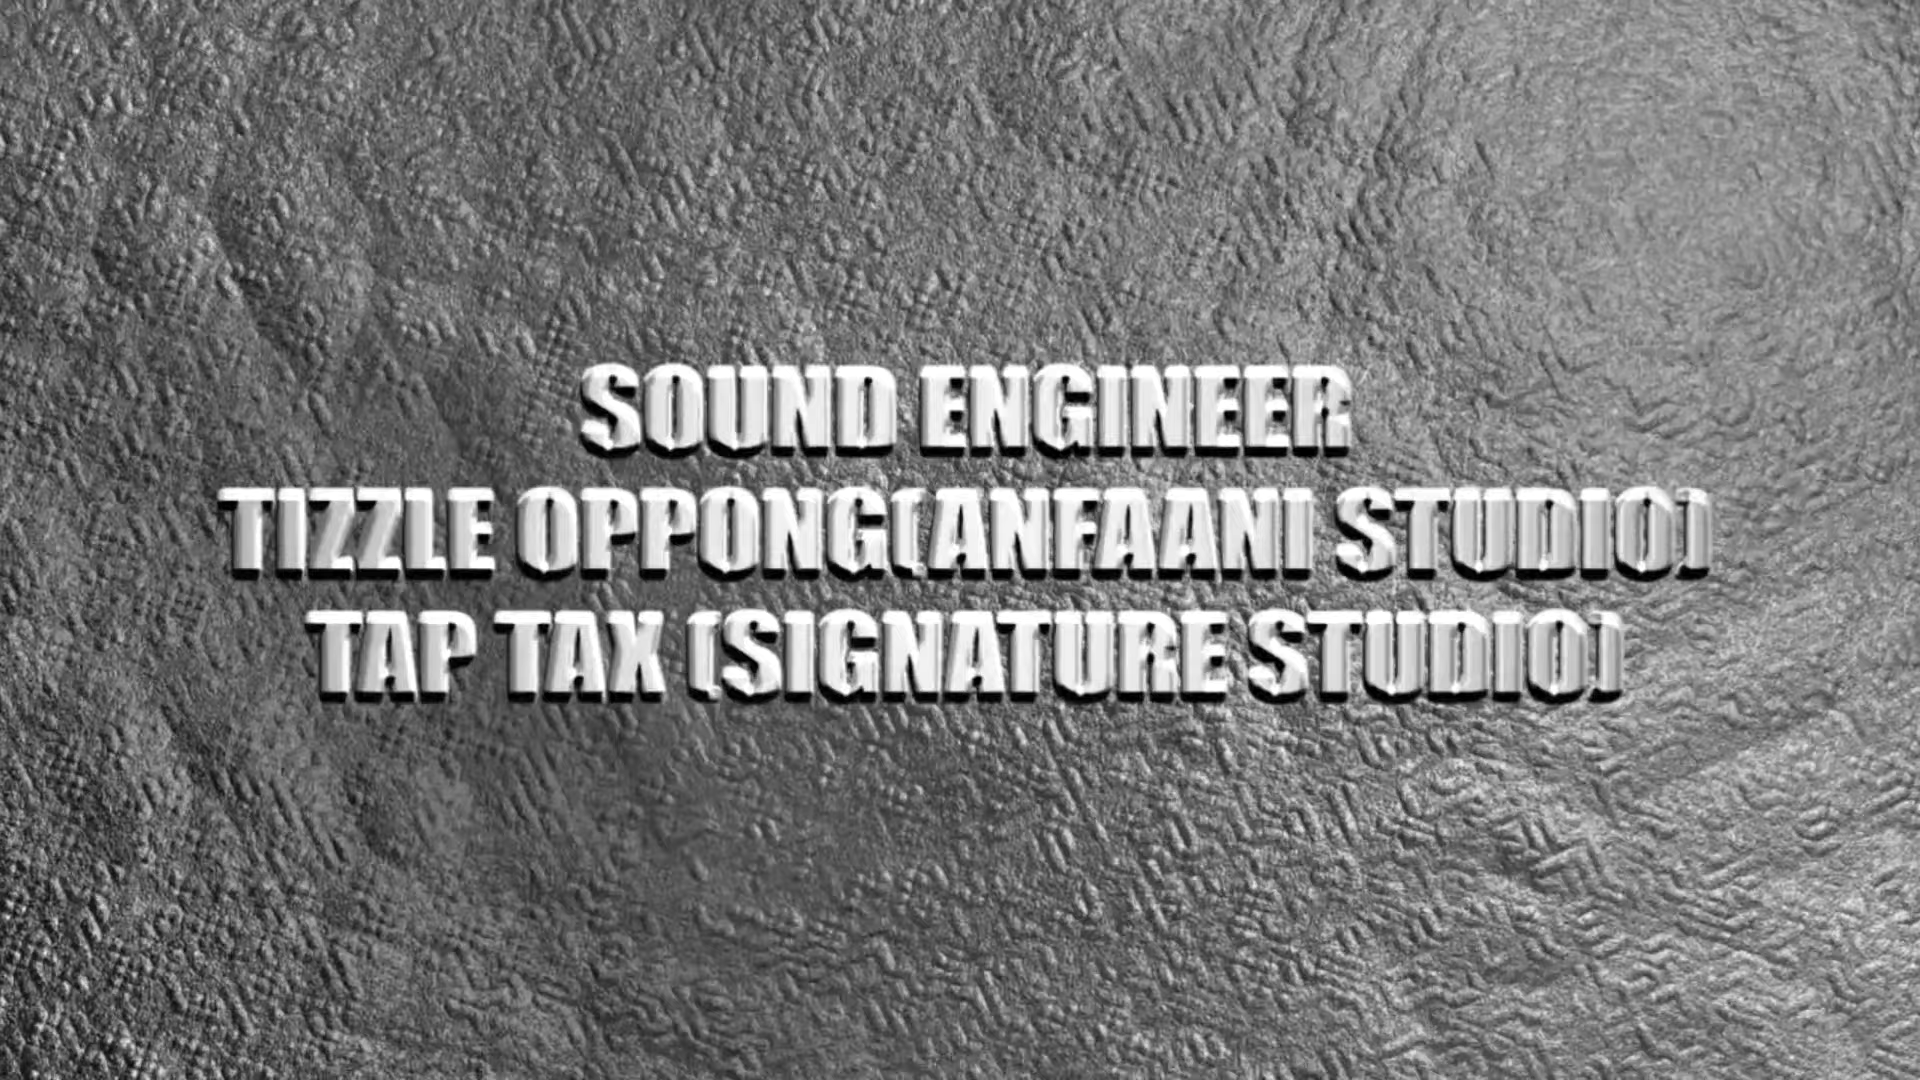 SOUND ENGINEER
TIZZLE OPPONG(ANFAANI STUDIO)
TAP TAX (SIGNATURE STUDIO)